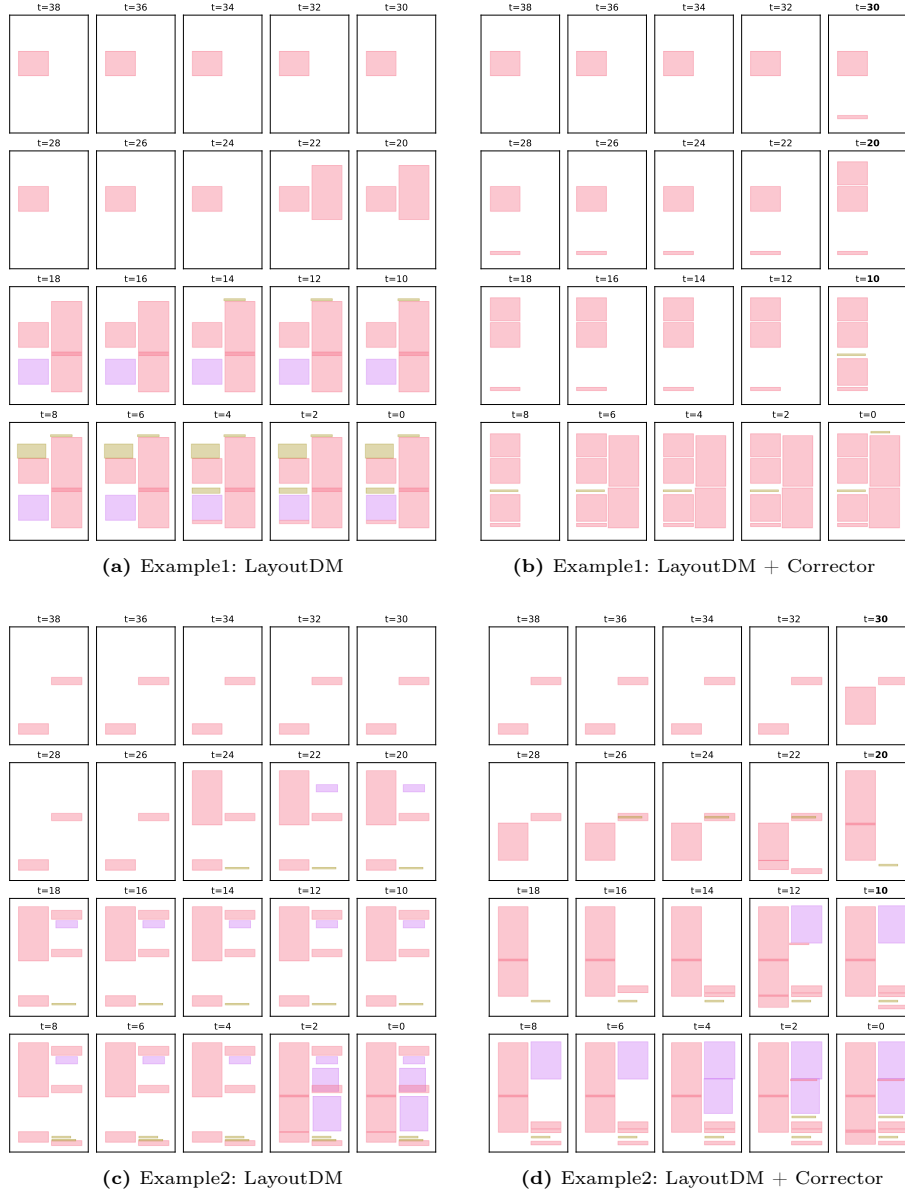 t=38 t=36 t=34 t=32 t=30 t=38 t=36 t=34 t=32 t=30
t=28 t=26 t=24 t=22 t=20 t=28 t=26 t=24 t=22 t=20
t=18 t=16 t=14 t=12 t=10 t=18 t=16 t=14 t=12 t=10
t=8 t=6 t=4 t=2 t=0 t=8 t=6 t=4 t=2 t=0
(a) Example1: LayoutDM (b) Example1: LayoutDM + Corrector
t=38 t=36 t=34 t=32 t=30 t=38 t=36 t=34 t=32 t=30
t=28 t=26 t=24 t=22 t=20 t=28 t=26 t=24 t=22 t=20
t=18 t=16 t=14 t=12 t=10 t=18 t=16 t=14 t=12 t=10
t=8 t=6 t=4 t=2 t=0 t=8 t=6 t=4 t=2 t=0
(c) Example2: LayoutDM (d) Example2: LayoutDM + Corrector